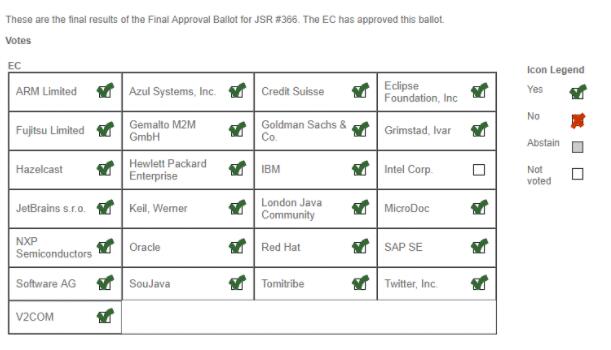 These are the final results of the Final Approval Ballot for JSR #366. The EC has approved this ballot.
Votes
EC
ARM Limited
Azul Systems, Inc.
Credit Suisse
Eclipse
Foundation, Inc
Fujitsu Limited
Gemalto M2M
GmbH
Goldman Sachs &
Co.
Grimstad, Ivar
Hazelcast
Hewlett Packard
Enterprise
IBM
Intel Corp.
JetBrains s.r.o.
Keil, Werner
London Java
Community
MicroDoc
NXP
Semiconductors
Oracle
Red Hat
SAP SE
Software AG
SouJava
Tomitribe
Twitter, Inc.
V2COM
Icon Legend
Yes
No
Abstain
Not
voted